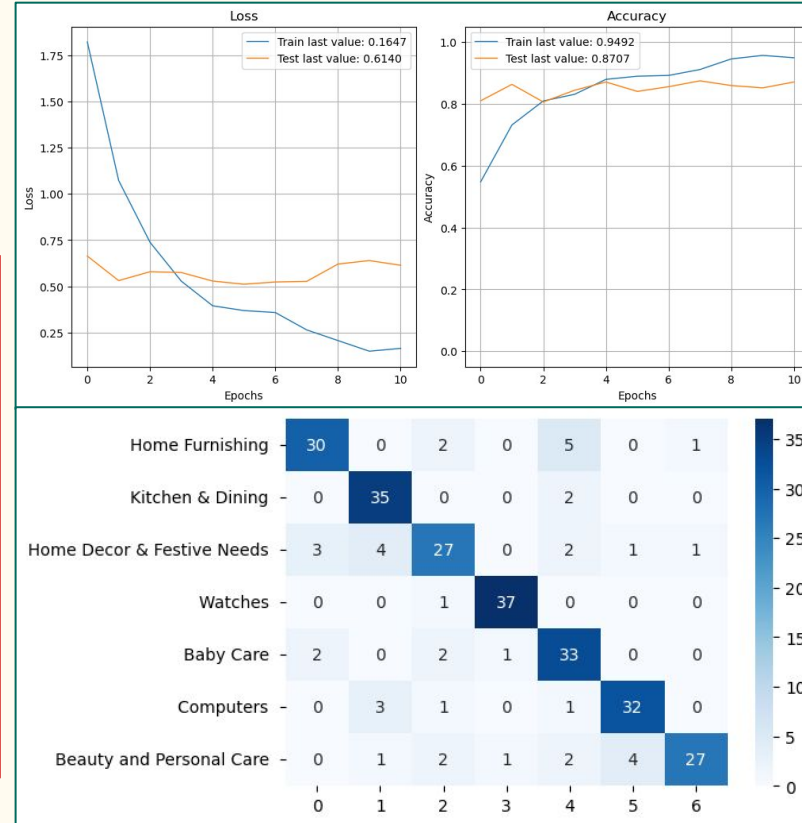 Loss
Train last value: 0.1647
Test last value: 0.6140
1.75
1.50
1.25
1.00
0.75
0.50
0.25
Loss
0 2 4 6 8 10
Epochs
Accuracy
Train last value: 0.9492
Test last value: 0.8707
1.0
0.8
0.6
0.4
0.2
0.0
Accuracy
0 2 4 6 8 10
Epochs
Home Furnishing 30 0 2 0 5 0 1
Kitchen & Dining 0 35 0 0 2 0 0
Home Decor & Festive Needs 3 4 27 0 2 1 1
Watches 0 0 1 37 0 0 0
Baby Care 2 0 2 1 33 0 0
Computers 0 3 1 0 1 32 0
Beauty and Personal Care 0 1 2 1 2 4 27
0 1 2 3 4 5 6
35
30
25
20
15
10
5
0